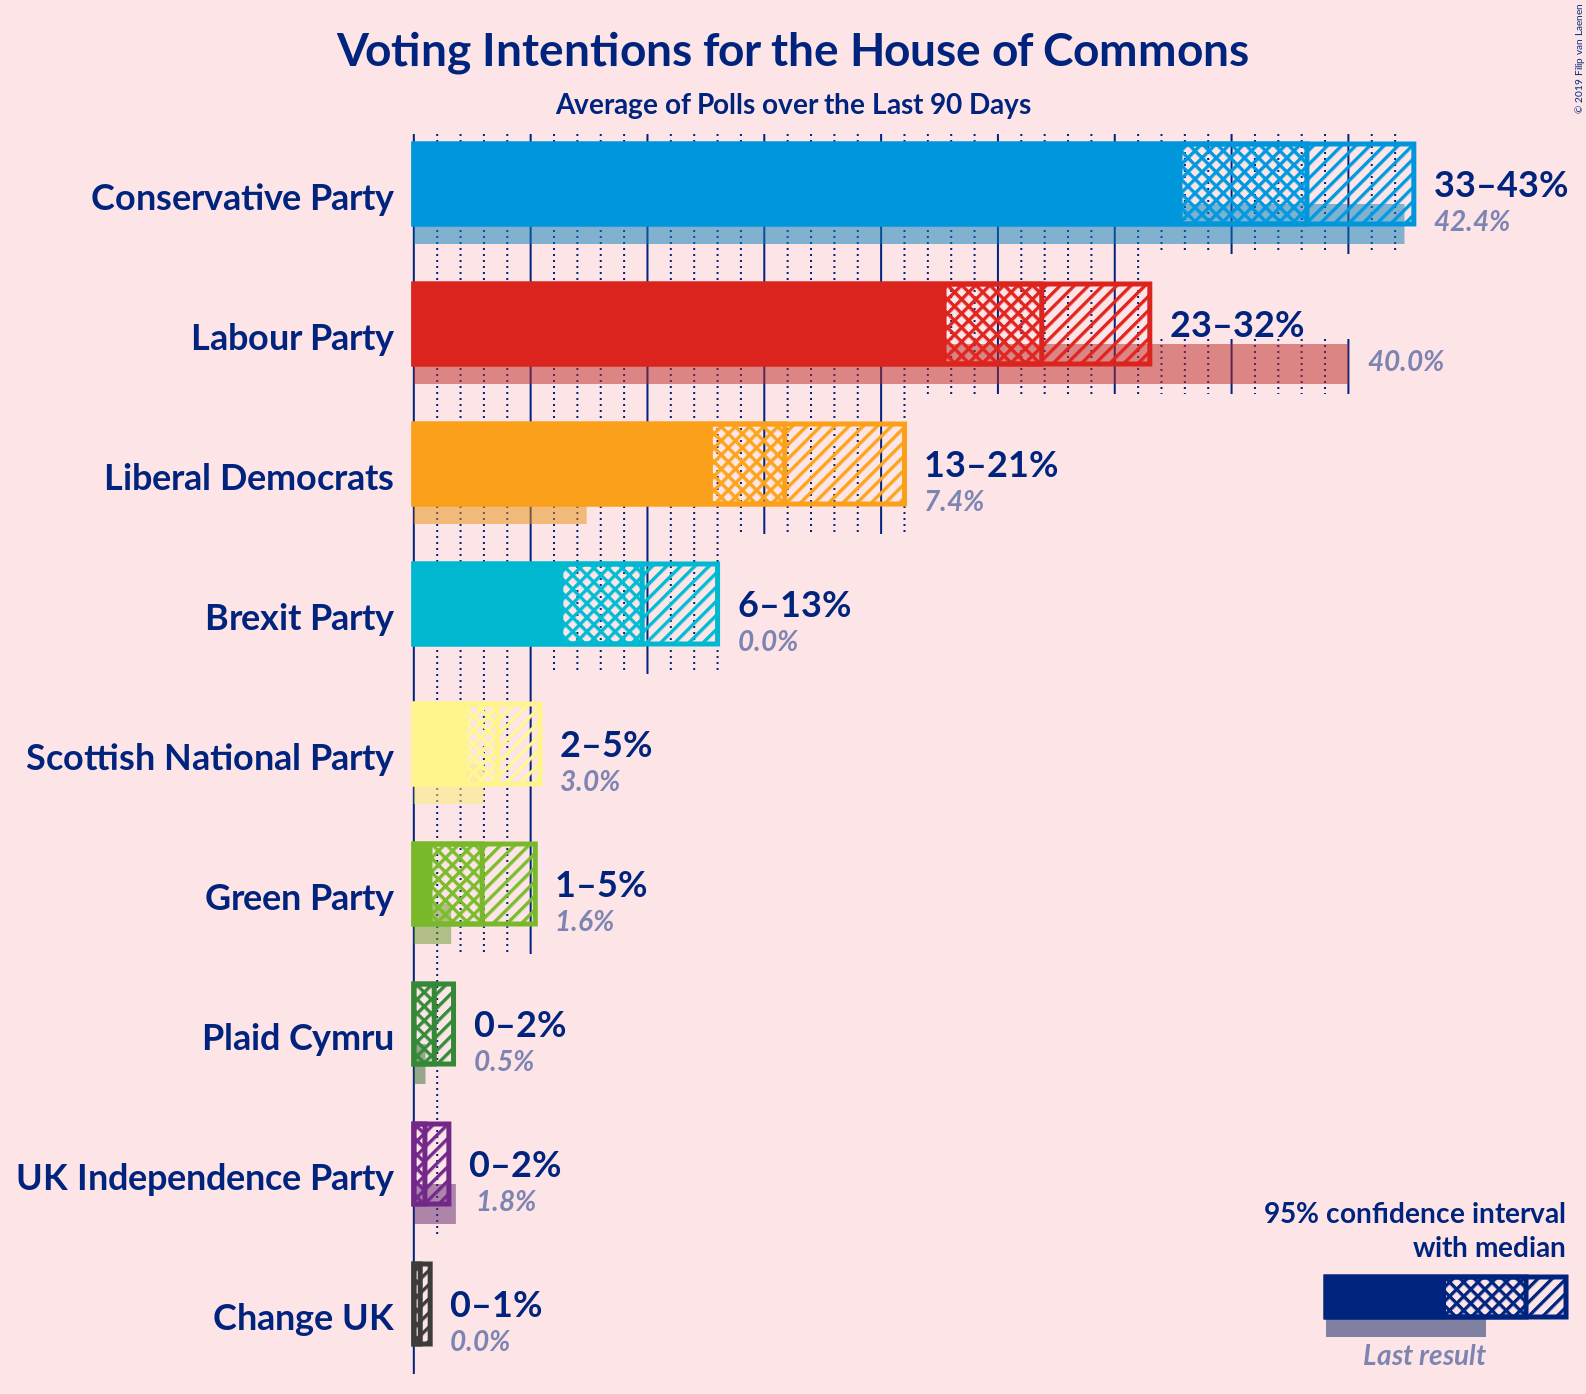 Voting Intentions for the House of Commons
Average of Polls over the Last 90 Days
© 2019 Filip van Laenen
Conservative Party
33–43%
42.4%
Labour Party
23–32%
40.0%
Liberal Democrats
13–21%
7.4%
Brexit Party
6–13%
0.0%
Scottish National Party
2–5%
3.0%
Green Party
1–5%
1.6%
Plaid Cymru
0–2%
0.5%
UK Independence Party
0–2%
1.8%
Change UK
0–1%
0.0%
95% confidence interval
with median
Last result